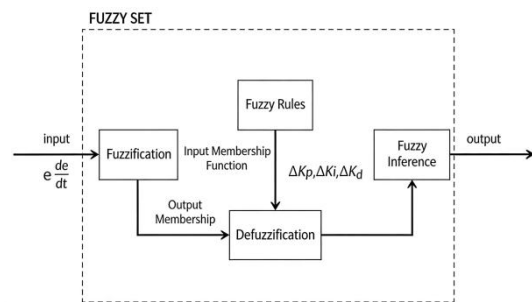 FUZZY SET
Fuzzy Rules
input
Fuzzification
Input Membership
Function
Fuzzy
Inference
output
e de/dt
ΔKp,ΔKi,ΔKd
Output
Membership
Defuzzification